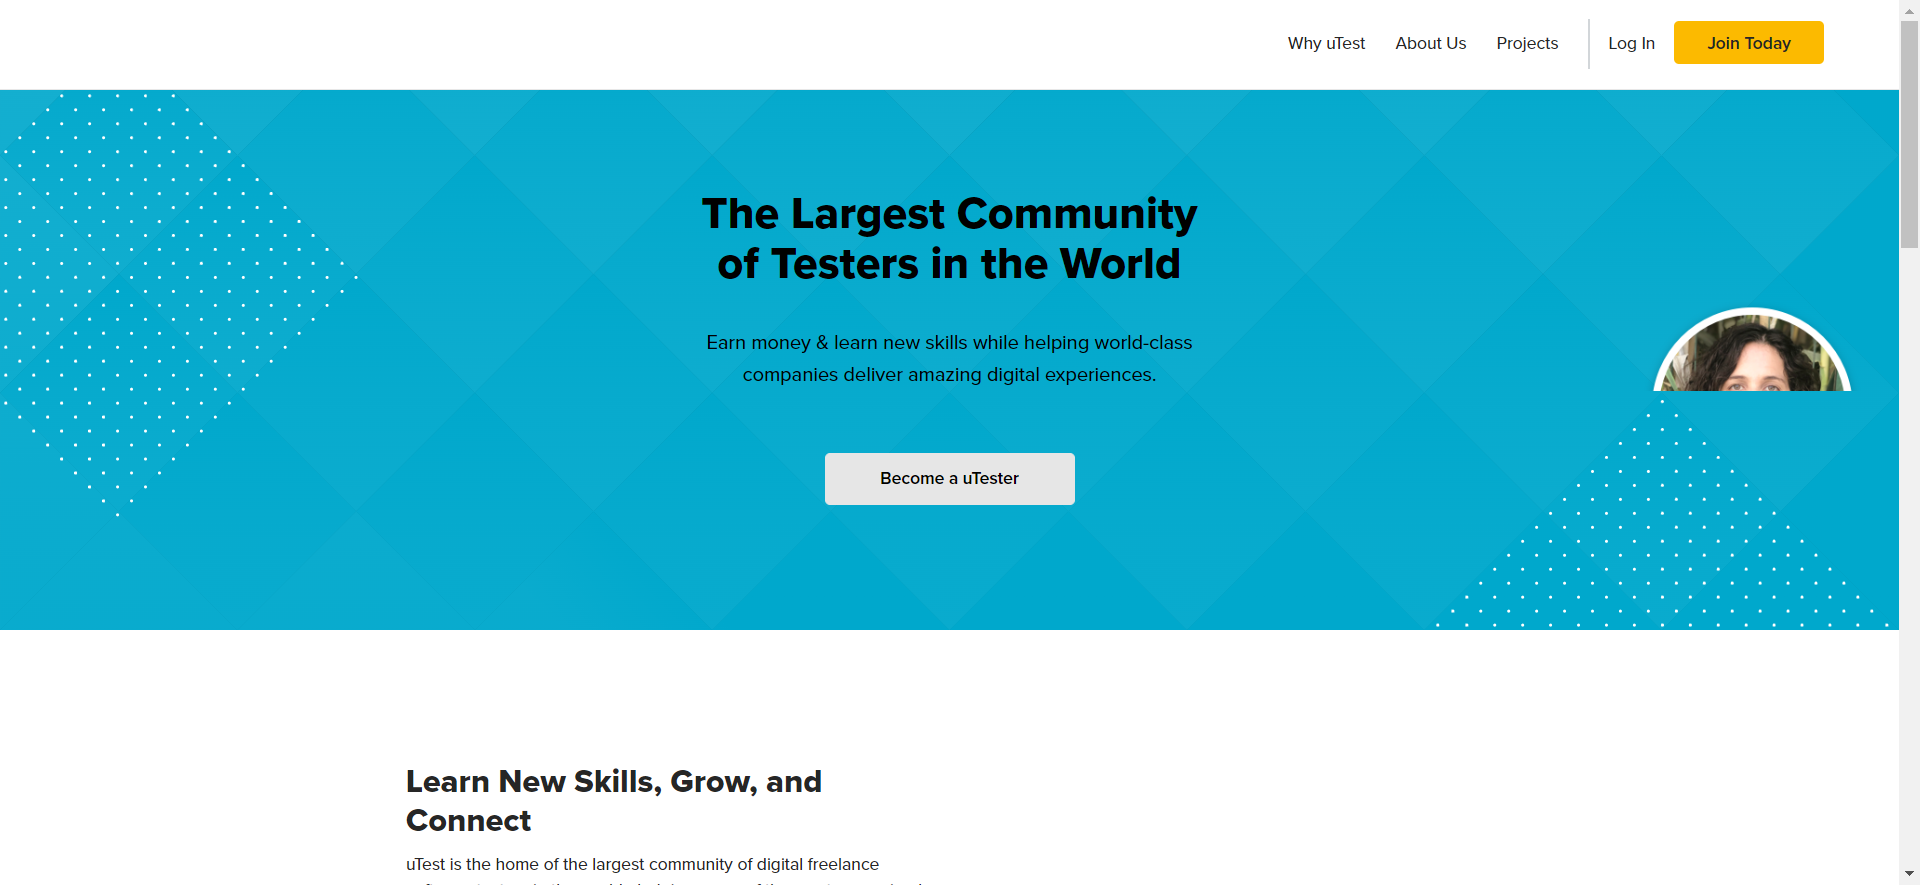 Why uTest
About Us
Projects
Log In
Join Today
The Largest Community
of Testers in the World
Earn money & learn new skills while helping world-class
companies deliver amazing digital experiences.
Become a uTester
Learn New Skills, Grow, and
Connect
uTest is the home of the largest community of digital freelance